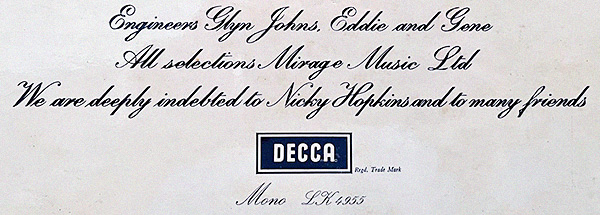 Engineers Glyn Johns, Eddie and Gene
All selections Mirage Music Ltd
We are deeply indebted to Nicky Hopkins and to many friends
DECCA
Regd. Trade Mark
Mono LK 4955